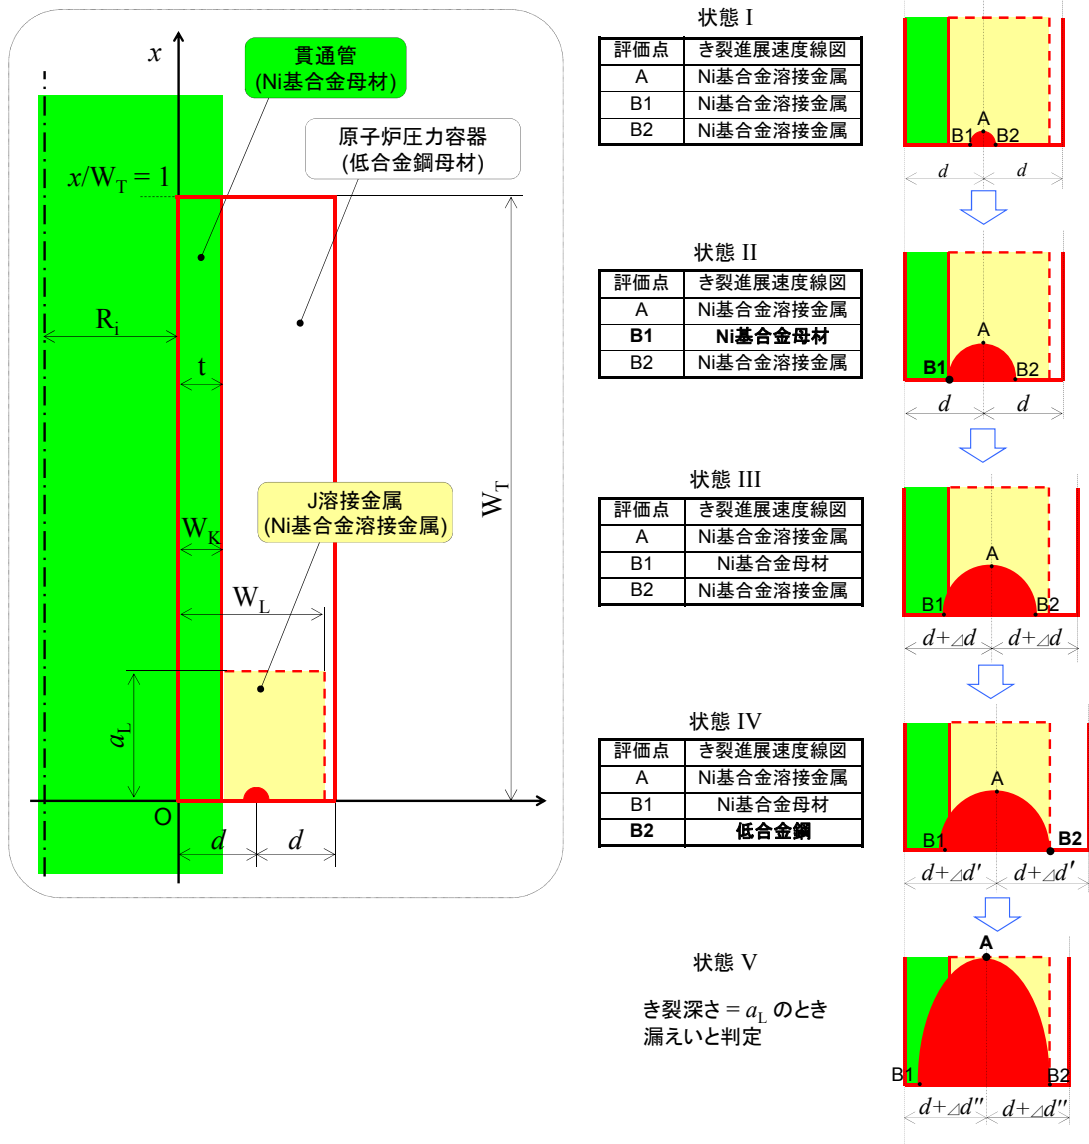 x
貫通管
(Ni基合金母材)
原子炉圧力容器
(低合金鋼母材)
x/W_T = 1
R_i
t
W_T
J溶接金属
(Ni基合金溶接金属)
W_K
W_L
a_L
O
d
d
状態 I
評価点 き裂進展速度線図
A Ni基合金溶接金属
B1 Ni基合金溶接金属
B2 Ni基合金溶接金属
A
B1 B2
d d
状態 II
評価点 き裂進展速度線図
A Ni基合金溶接金属
B1 Ni基合金母材
B2 Ni基合金溶接金属
A
B1 B2
d d
状態 III
評価点 き裂進展速度線図
A Ni基合金溶接金属
B1 Ni基合金母材
B2 Ni基合金溶接金属
A
B1 B2
d+⊿d d+⊿d
状態 IV
評価点 き裂進展速度線図
A Ni基合金溶接金属
B1 Ni基合金母材
B2 低合金鋼
A
B1 B2
d+⊿d' d+⊿d'
状態 V
き裂深さ = a_L のとき
漏えいと判定
A
B1 B2
d+⊿d'' d+⊿d''